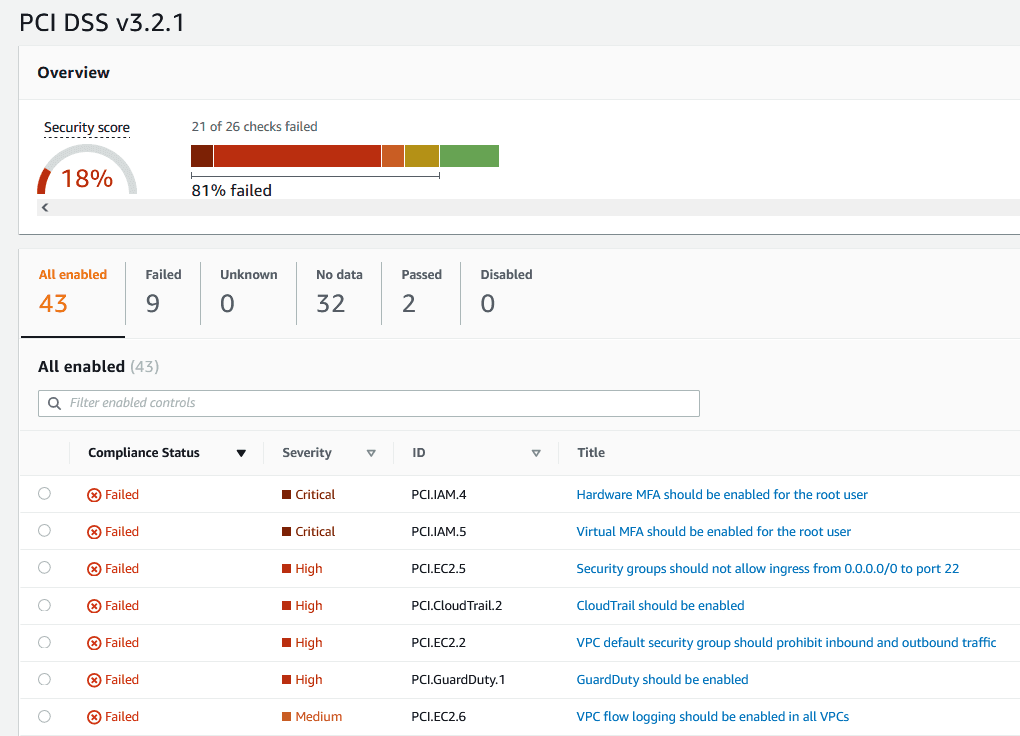 PCI DSS v3.2.1
Overview
Security score
18%
21 of 26 checks failed
81% failed
All enabled
43
Failed
9
Unknown
0
No data
32
Passed
2
Disabled
0
All enabled (43)
Filter enabled controls
Compliance Status Severity ID Title
Failed Critical PCI.IAM.4 Hardware MFA should be enabled for the root user
Failed Critical PCI.IAM.5 Virtual MFA should be enabled for the root user
Failed High PCI.EC2.5 Security groups should not allow ingress from 0.0.0.0/0 to port 22
Failed High PCI.CloudTrail.2 CloudTrail should be enabled
Failed High PCI.EC2.2 VPC default security group should prohibit inbound and outbound traffic
Failed High PCI.GuardDuty.1 GuardDuty should be enabled
Failed Medium PCI.EC2.6 VPC flow logging should be enabled in all VPCs